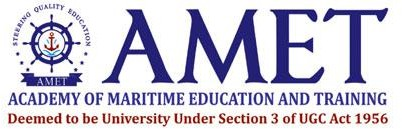 STEERING QUALITY EDUCATION
AMET
AMET
ACADEMY OF MARITIME EDUCATION AND TRAINING
Deemed to be University Under Section 3 of UGC Act 1956